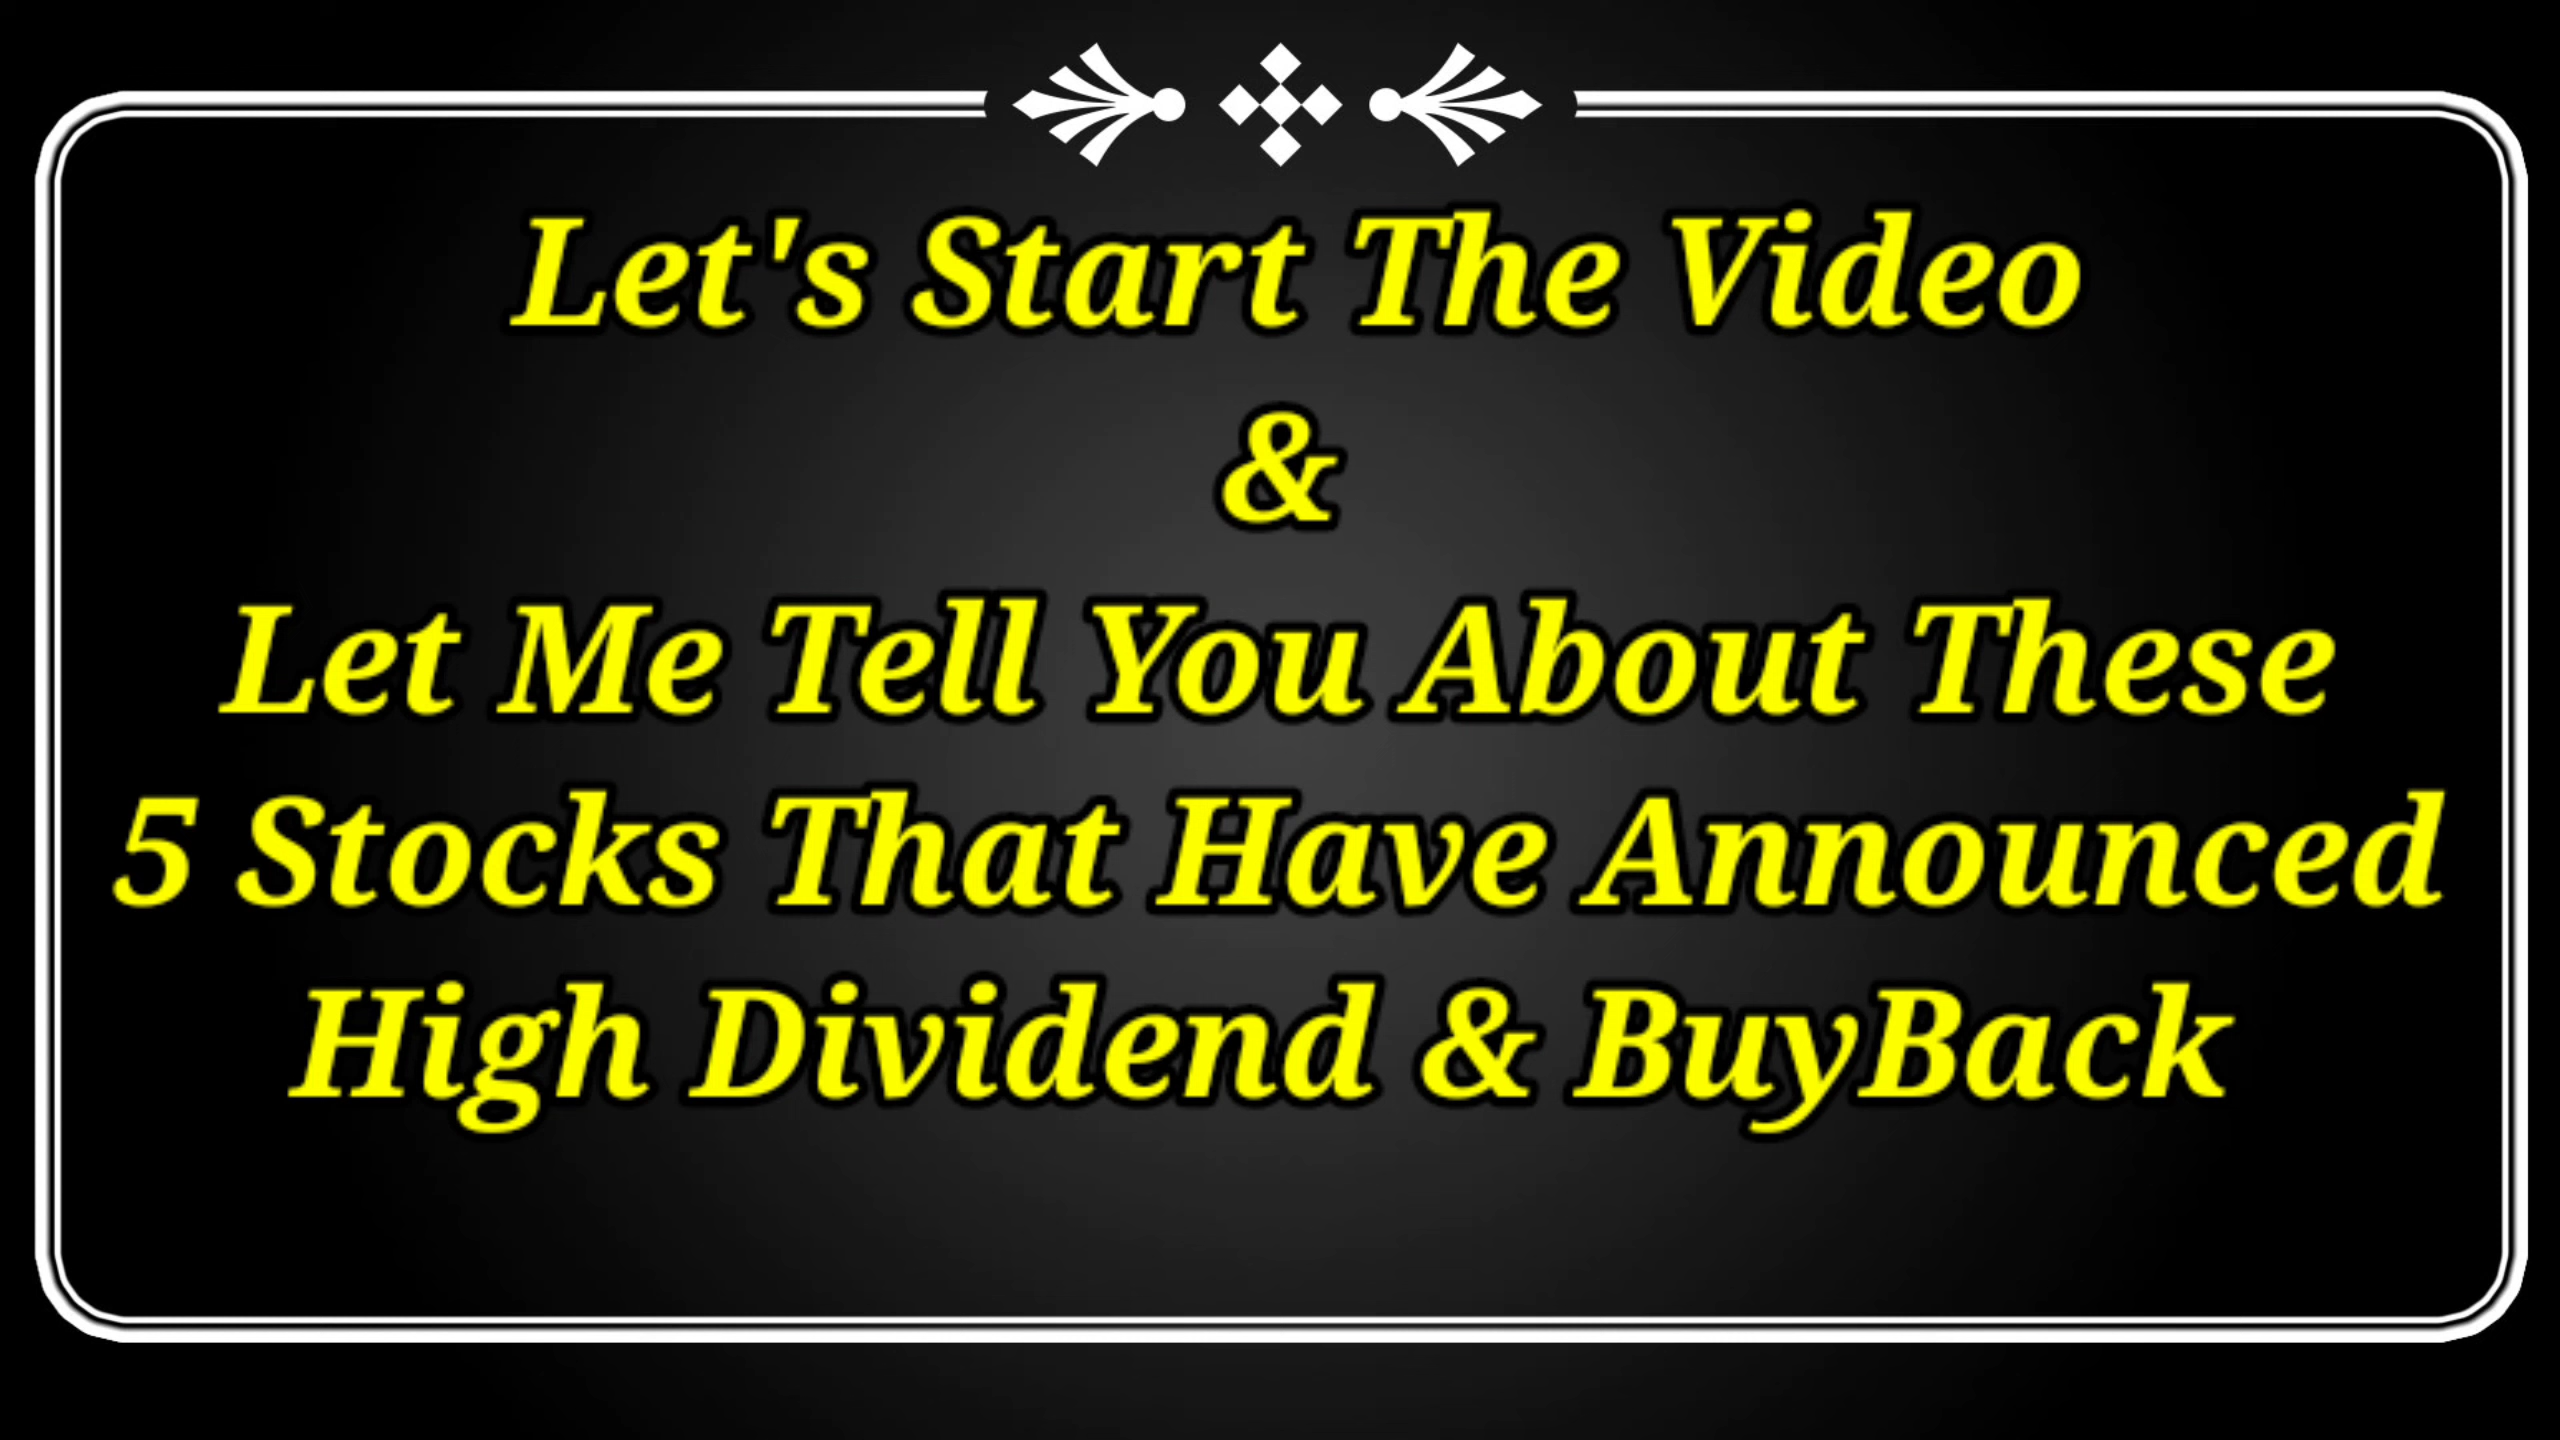 Let's Start The Video
&
Let Me Tell You About These
5 Stocks That Have Announced
High Dividend & BuyBack